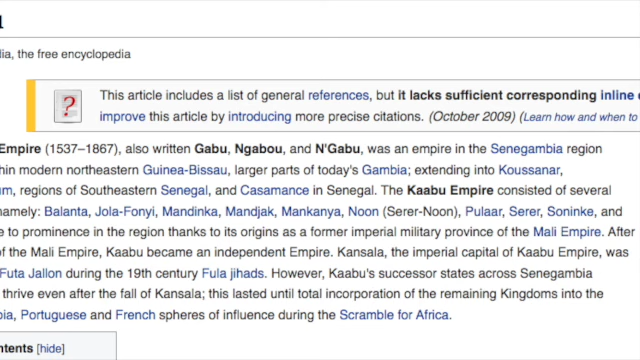 ia, the free encyclopedia
This article includes a list of general references, but it lacks sufficient corresponding inline
improve this article by introducing more precise citations. (October 2009) (Learn how and when to
Empire (1537–1867), also written Gabu, Ngabou, and N'Gabu, was an empire in the Senegambia region
hin modern northeastern Guinea-Bissau, larger parts of today's Gambia; extending into Koussanar,
um, regions of Southeastern Senegal, and Casamance in Senegal. The Kaabu Empire consisted of several
namely: Balanta, Jola-Fonyi, Mandinka, Mandjak, Mankanya, Noon (Serer-Noon), Pulaar, Serer, Soninke, and
e to prominence in the region thanks to its origins as a former imperial military province of the Mali Empire. After
of the Mali Empire, Kaabu became an independent Empire. Kansala, the imperial capital of Kaabu Empire, was
Futa Jallon during the 19th century Fula jihads. However, Kaabu's successor states across Senegambia
thrive even after the fall of Kansala; this lasted until total incorporation of the remaining Kingdoms into the
bia, Portuguese and French spheres of influence during the Scramble for Africa.
ntents [hide]